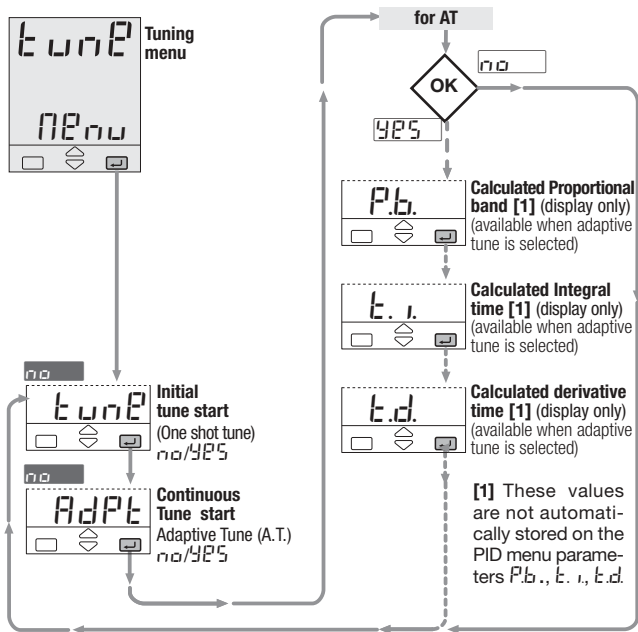 tunE
Tuning
menu
MEnu
no
tunE
Initial
tune start
(One shot tune)
no/YES
no
AdPt
Continuous
Tune start
Adaptive Tune (A.T.)
no/YES
for AT
OK
no
YES
P.b.
Calculated Proportional
band [1] (display only)
(available when adaptive
tune is selected)
t. i.
Calculated Integral
time [1] (display only)
(available when adaptive
tune is selected)
t.d.
Calculated derivative
time [1] (display only)
(available when adaptive
tune is selected)
[1] These values
are not automati-
cally stored on the
PID menu parame-
ters P.b., t. i., t.d.